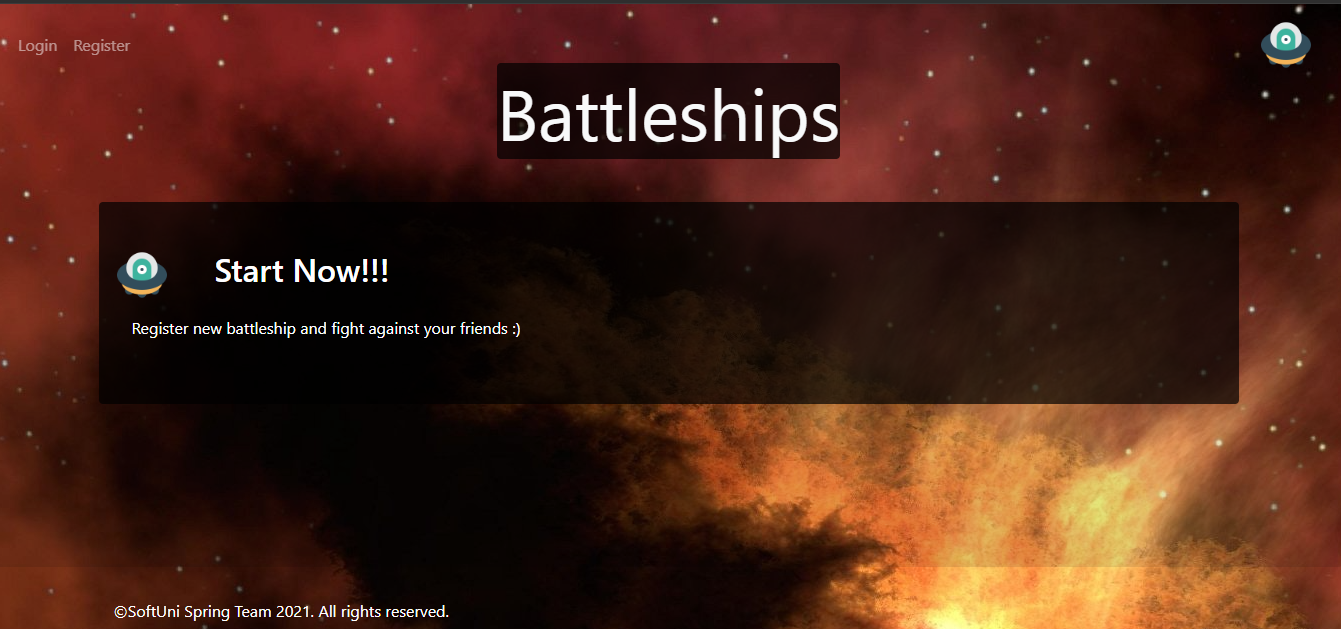 Login Register
Battleships
Start Now!!!
Register new battleship and fight against your friends :)
©SoftUni Spring Team 2021. All rights reserved.